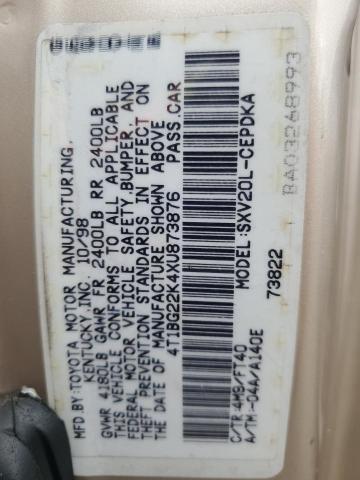 MFD.BY:TOYOTA MOTOR MANUFACTURING,
KENTUCKY,INC. 10/98
GVWR 4180LB GAWR FR 2400LB RR 2400LB
THIS VEHICLE CONFORMS TO ALL APPLICABLE
FEDERAL MOTOR VEHICLE SAFETY,BUMPER, AND
THEFT PREVENTION STANDARDS IN EFFECT ON
THE DATE OF MANUFACTURE SHOWN ABOVE
4T1BG22K4XU873876 PASS.CAR
MODEL:SXV20L-CEPDKA
73822
C/TR:4M9/FT40
A/TM:-04A/A140E
BA03268993